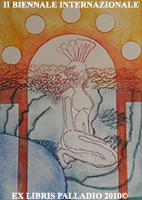 II BIENNALE INTERNAZIONALE
EX LIBRIS PALLADIO 2010©